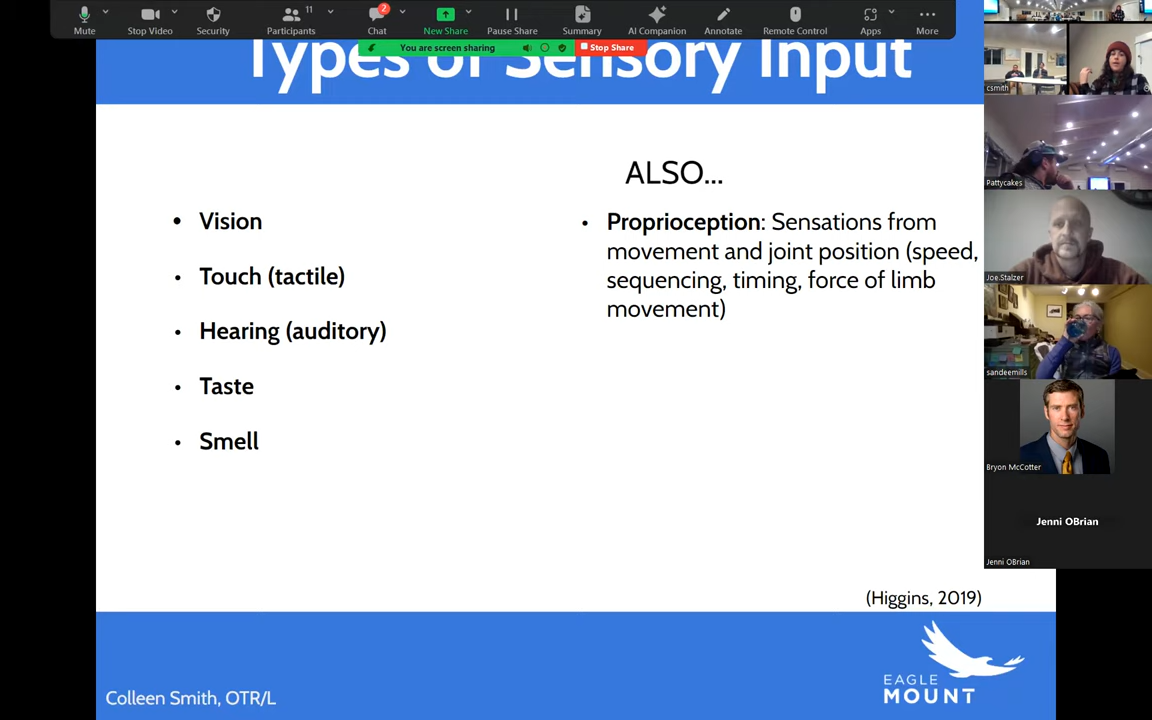 11
2
Mute
Stop Video
Security
Participants
Chat
New Share
Pause Share
Summary
AI Companion
Annotate
Remote Control
Apps
More
You are screen sharing
Stop Share
Types of Sensory Input
ALSO...
• Vision
• Touch (tactile)
• Hearing (auditory)
• Taste
• Smell
• Proprioception: Sensations from
movement and joint position (speed,
sequencing, timing, force of limb
movement)
(Higgins, 2019)
Colleen Smith, OTR/L
EAGLE
MOUNT
csmith
Pattycakes
Joe.Stalzer
sandeemills
Bryon McCotter
Jenni OBrian
Jenni OBrian